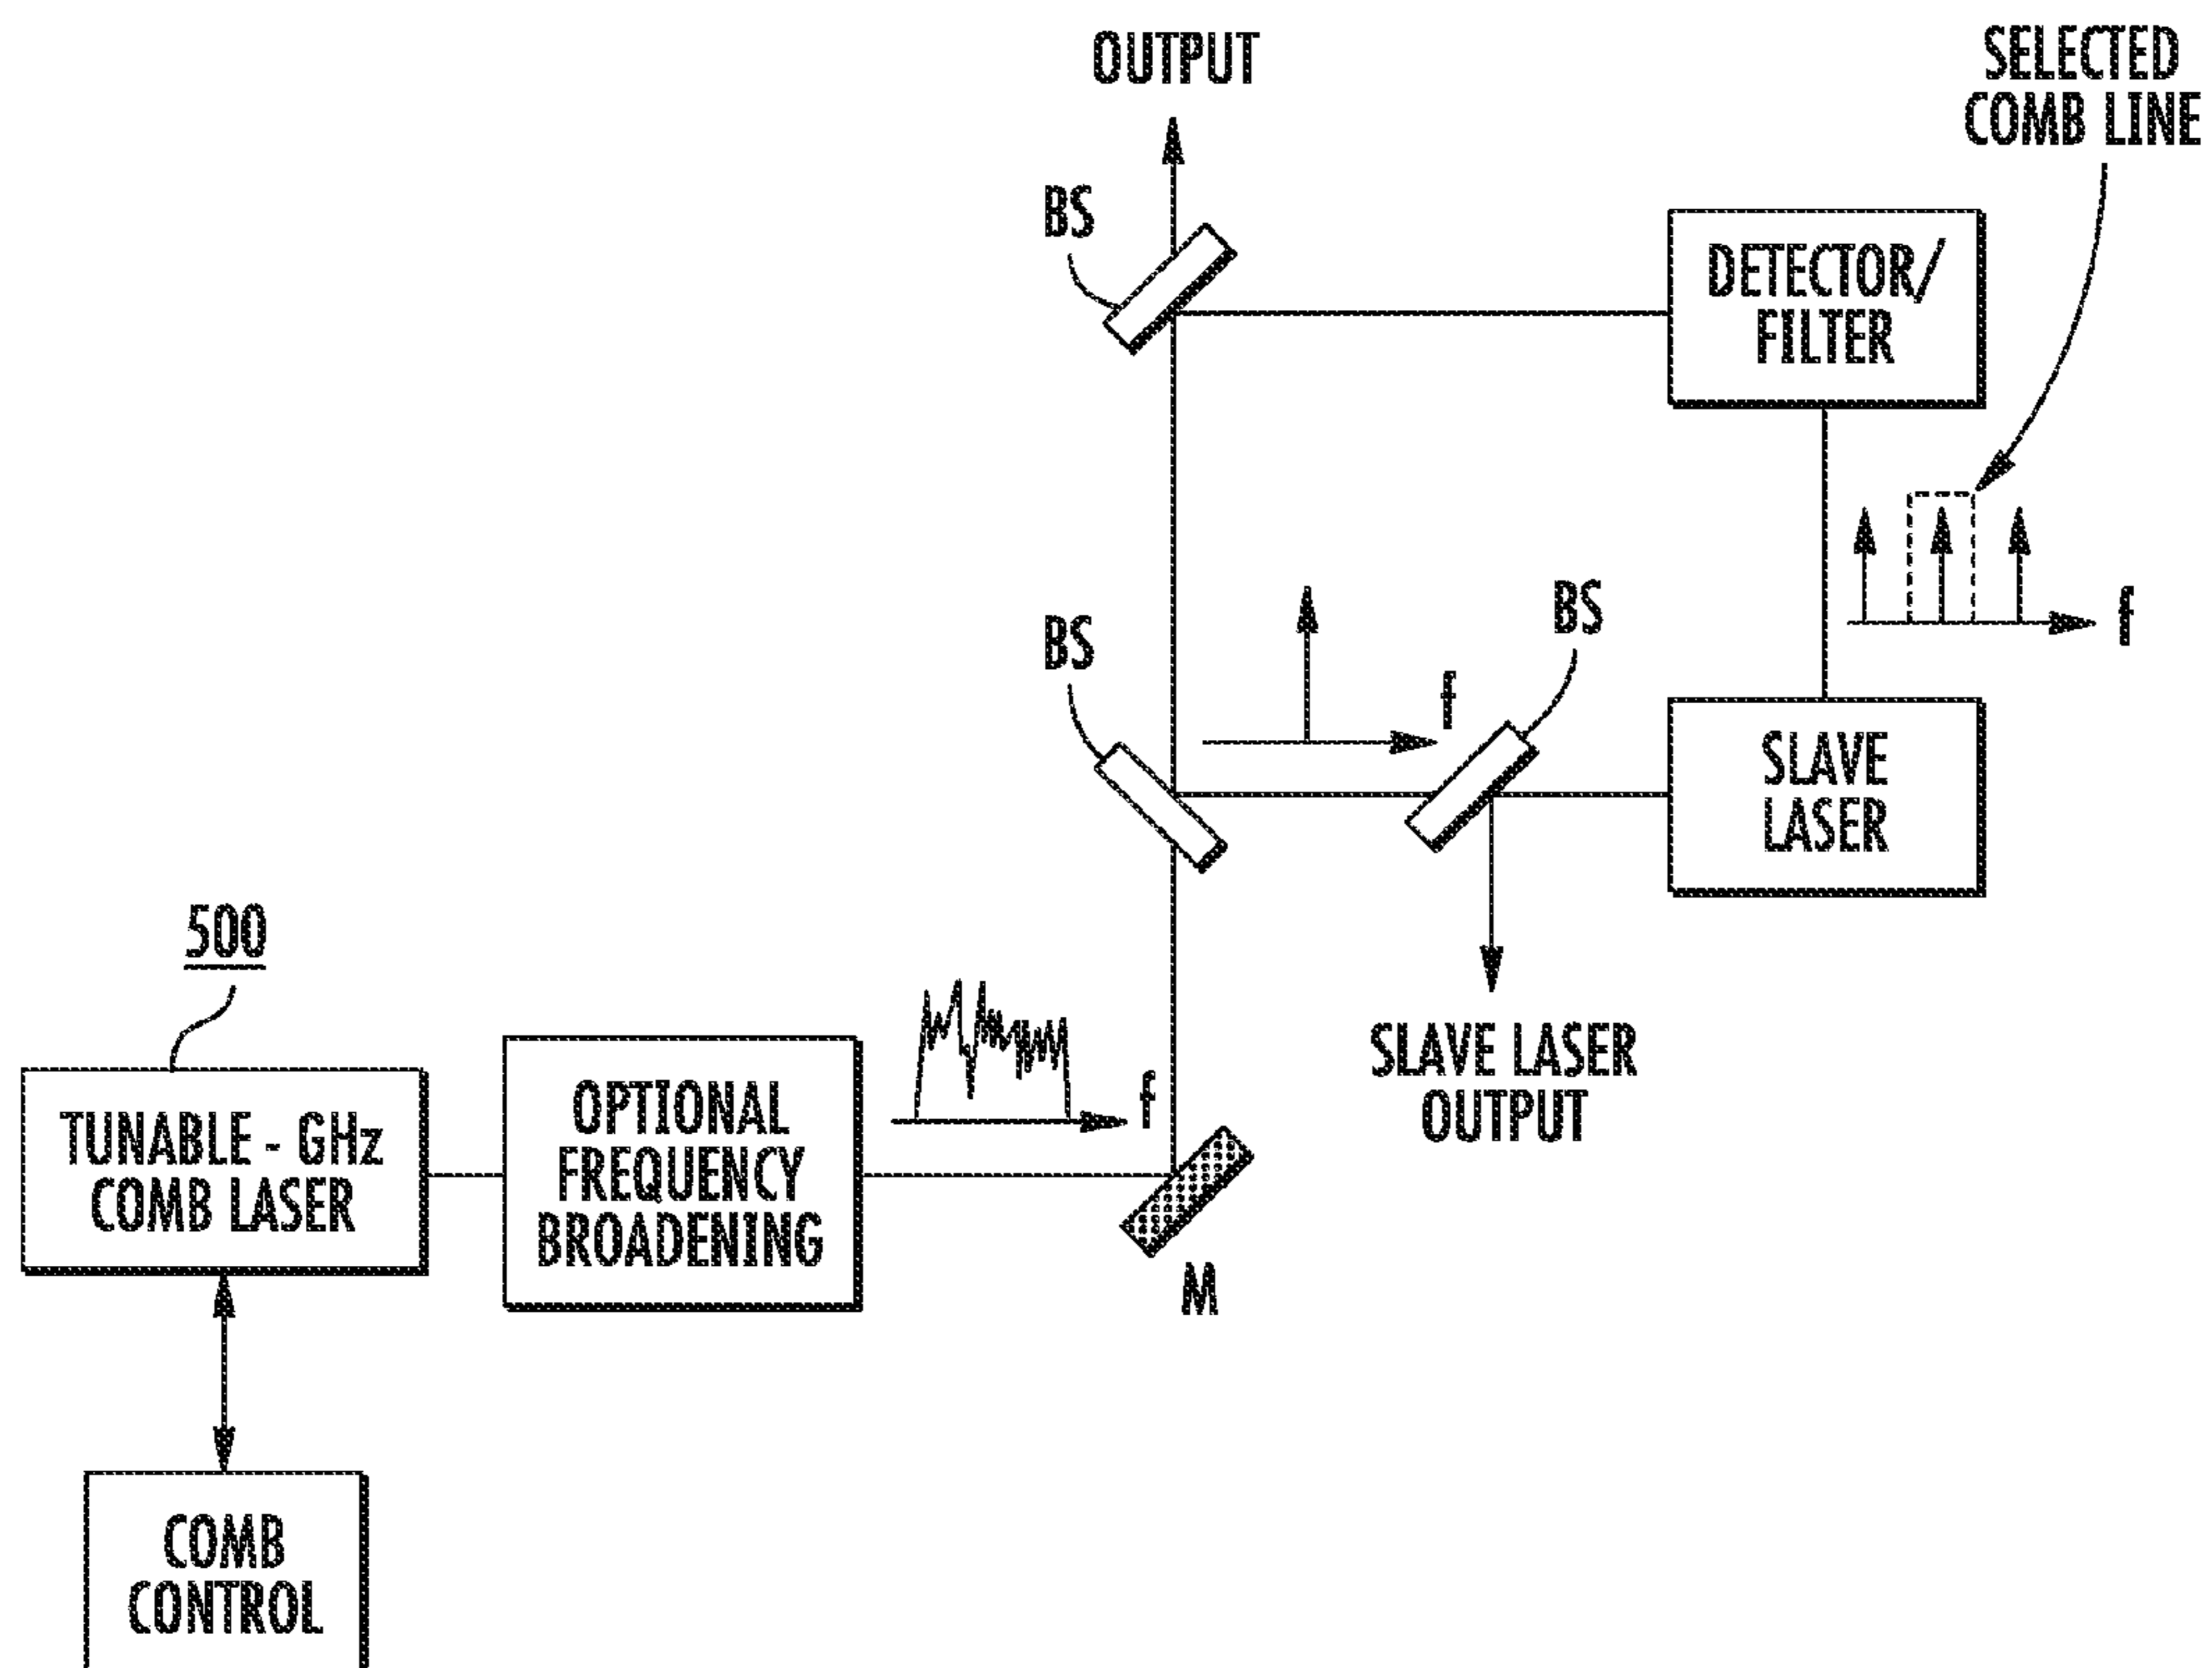 OUTPUT
SELECTED
COMB LINE
BS
DETECTOR/
FILTER
BS
f
BS
f
SLAVE
LASER
500
SLAVE LASER
OUTPUT
TUNABLE - GHz
COMB LASER
OPTIONAL
FREQUENCY
BROADENING
f
M
COMB
CONTROL